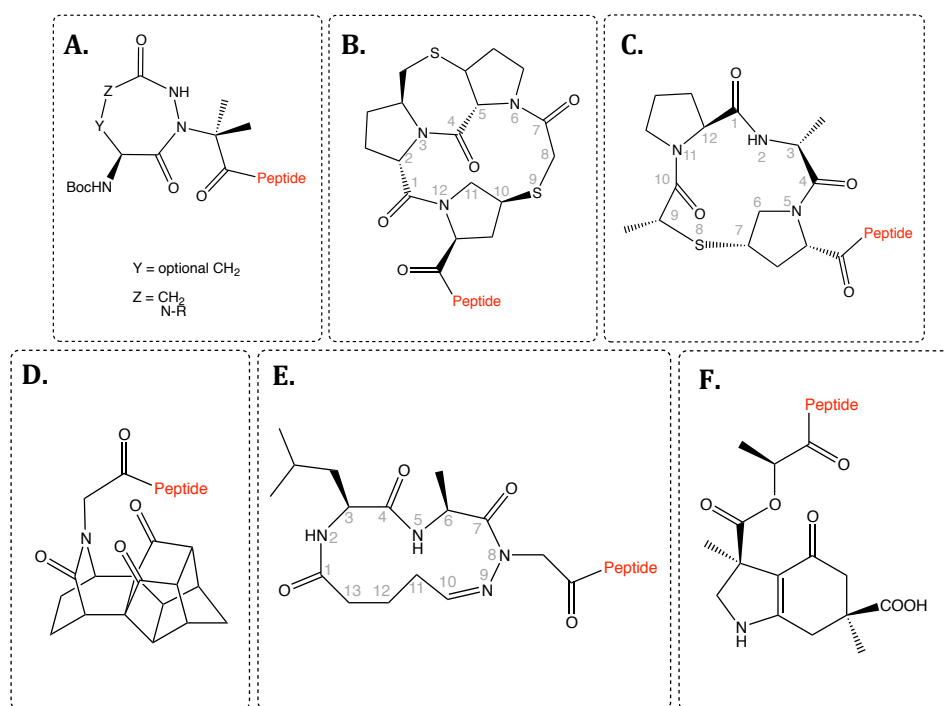 A.
O
Z
NH
Y
N
BocHN
O
O
Peptide
Y = optional CH₂
Z = CH₂
N-R
B.
S
N
6
O
4
5
7
N
3
O
8
2
9
S
1
12
11
10
N
O
O
Peptide
C.
O
1
HN
2
3
12
N
11
4
O
10
6
5
N
O
9
8
S
7
Peptide
O
D.
O
Peptide
O
O
N
O
E.
O
O
3
4
6
HN
2
5
N
H
7
N
8
1
O
9
N
10
11
12
13
Peptide
O
F.
Peptide
O
O
O
O
COOH
N
H